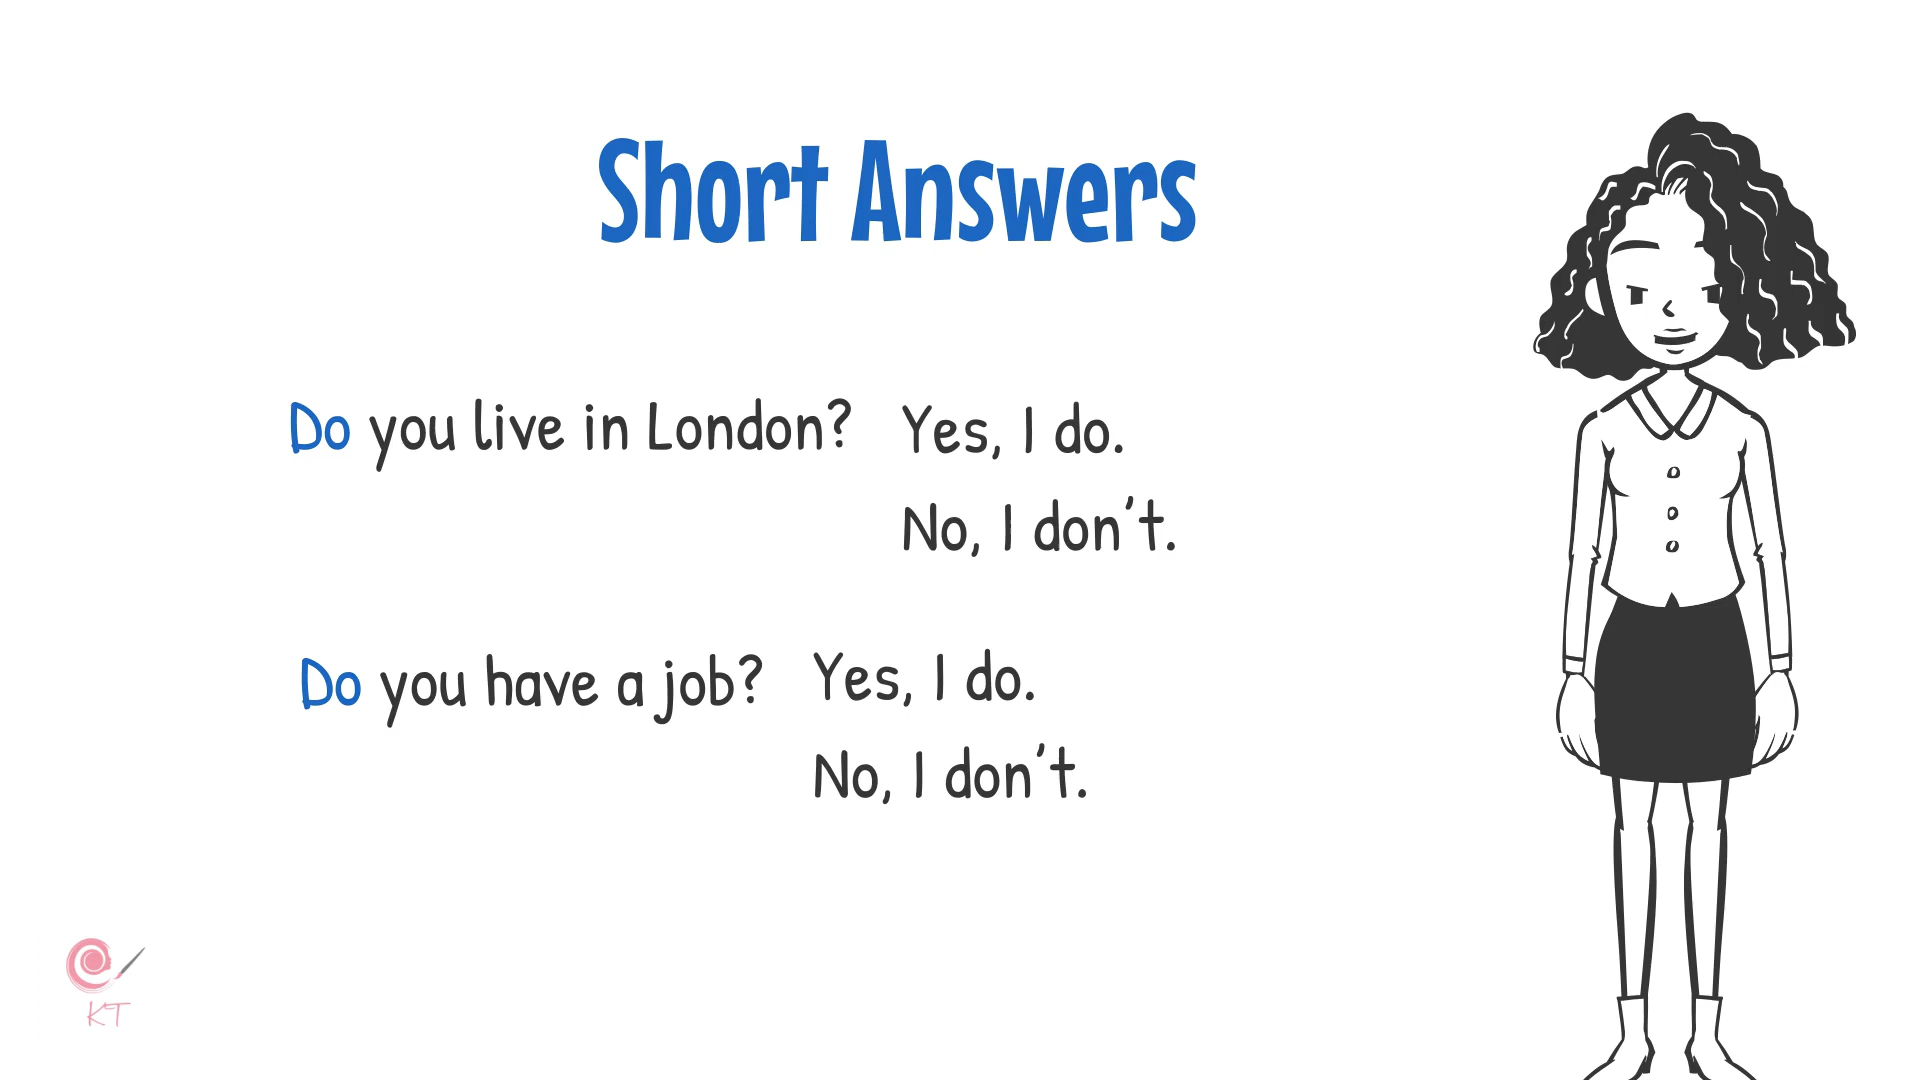 Short Answers
Do you live in London? Yes, I do.
No, I don't.
Do you have a job? Yes, I do.
No, I don't.
KT